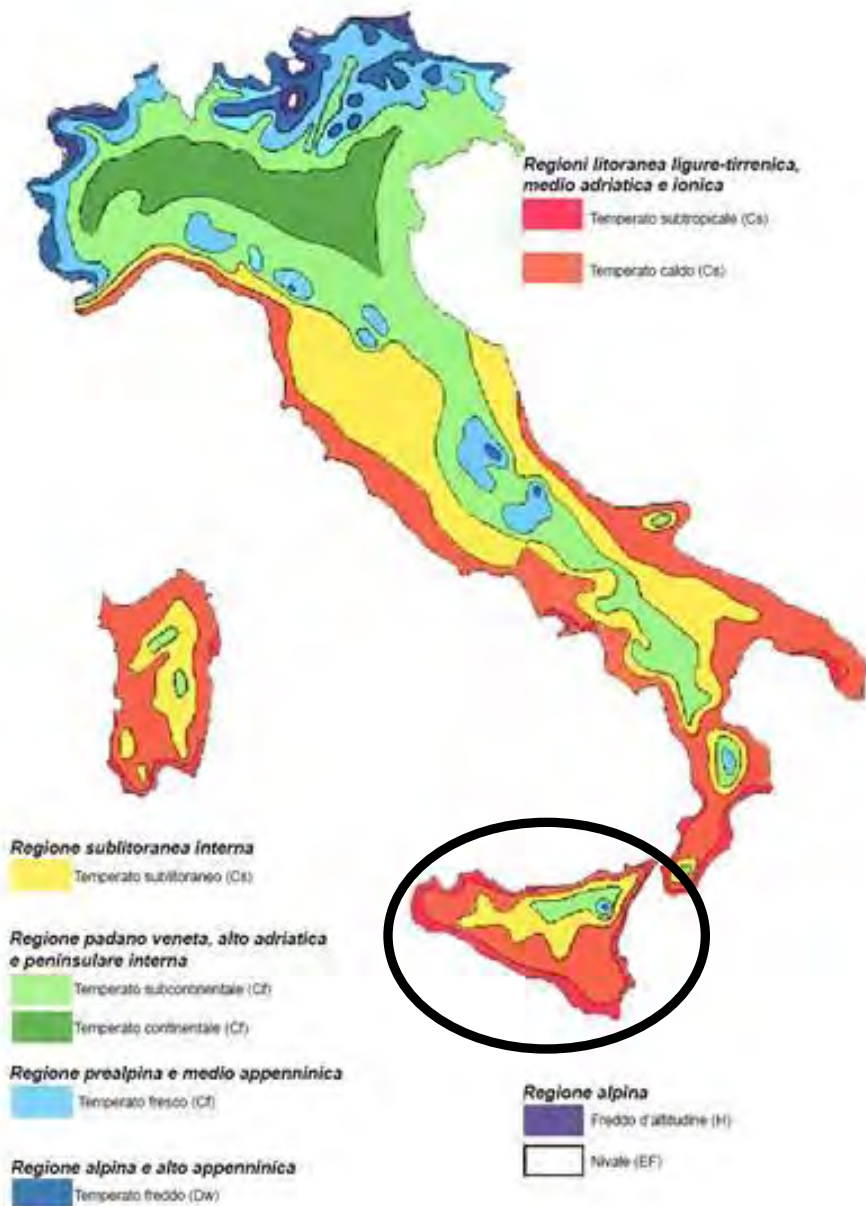 Regioni litoranea ligure-tirrenica,
medio adriatica e ionica
Temperato subtropicale (Cs)
Temperato caldo (Cs)
Regione sublitoranea interna
Temperato sublitoraneo (Cs)
Regione padano veneta, alto adriatica
e peninsulare interna
Temperato subcontinentale (Cf)
Temperato continentale (Cf)
Regione prealpina e medio appenninica
Temperato fresco (Cf)
Regione alpina e alto appenninica
Temperato freddo (Dw)
Regione alpina
Freddo d'altitudine (H)
Nivale (EF)